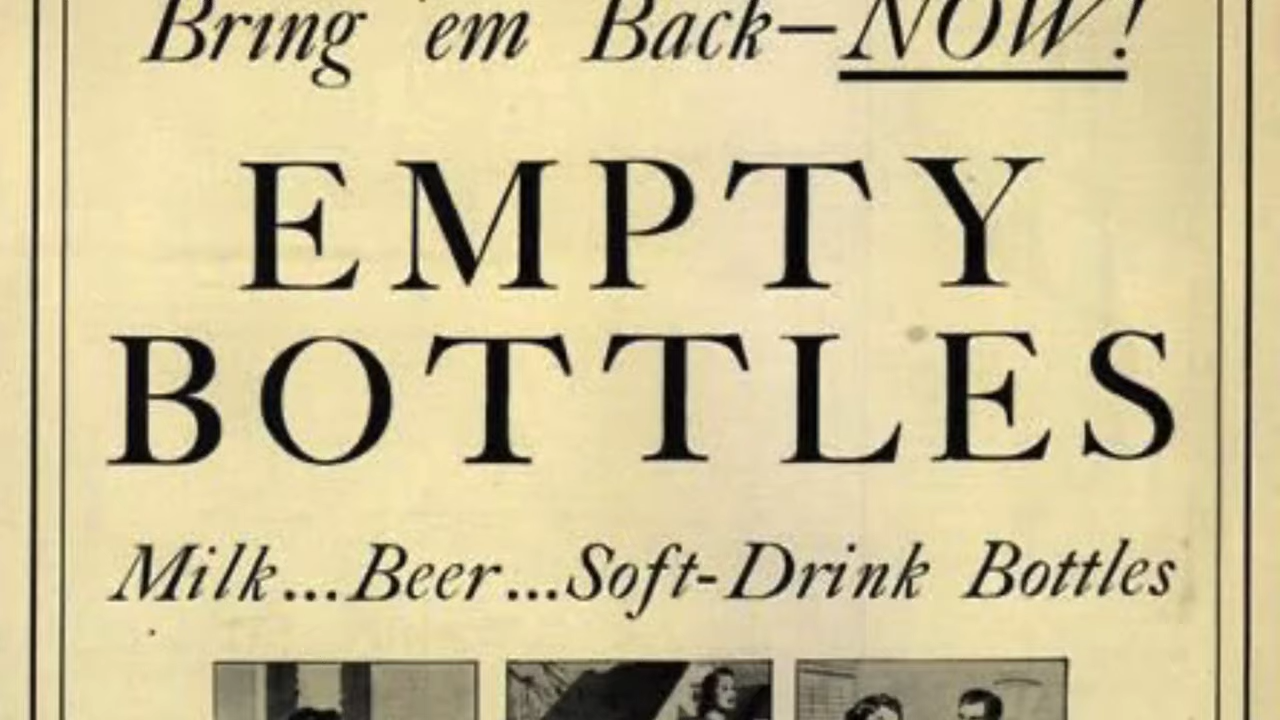 Bring 'em Back—NOW!
EMPTY
BOTTLES
Milk...Beer...Soft-Drink Bottles